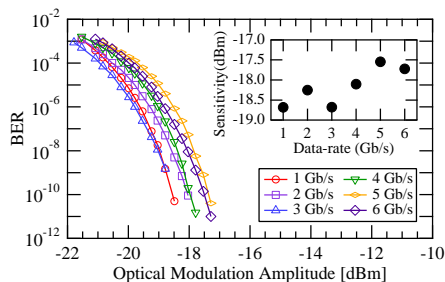 BER
10^-2
10^-4
10^-6
10^-8
10^-10
10^-12
-22 -20 -18 -16 -14 -12 -10
Optical Modulation Amplitude [dBm]
Sensitivity(dBm)
-17.0
-17.5
-18.0
-18.5
-19.0
1 2 3 4 5 6
Data-rate (Gb/s)
1 Gb/s 4 Gb/s
2 Gb/s 5 Gb/s
3 Gb/s 6 Gb/s